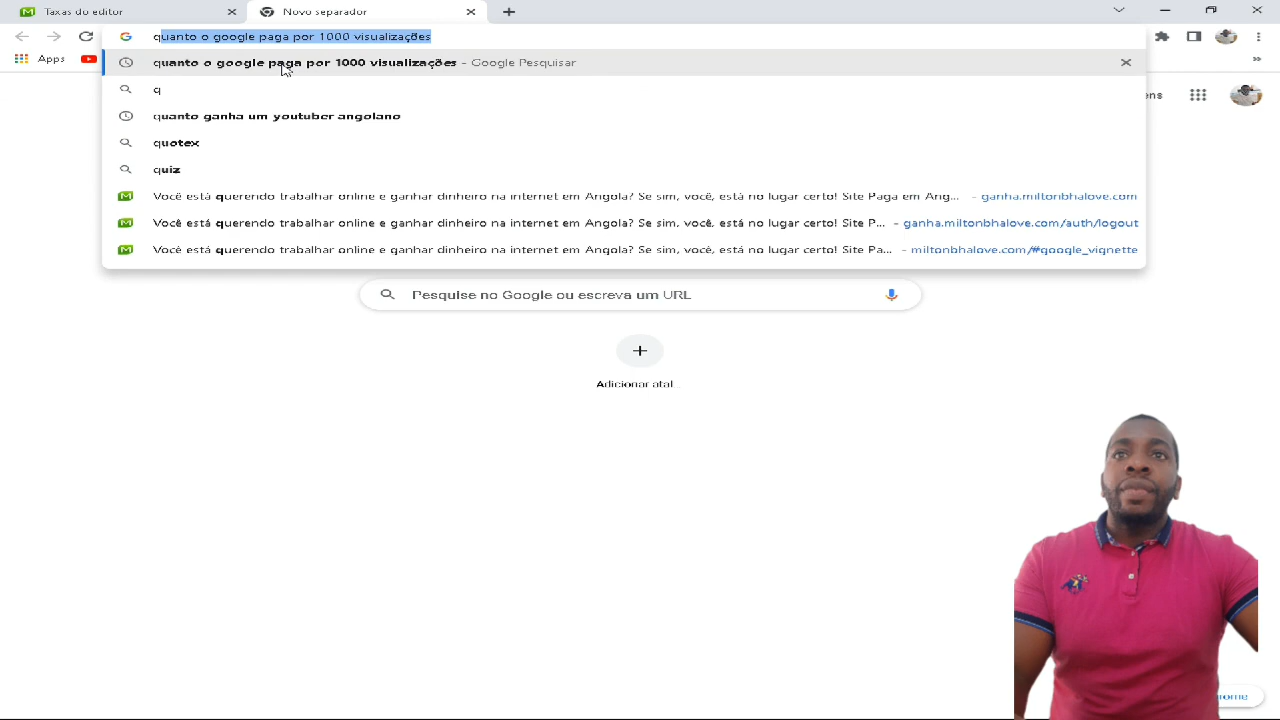 Taxas do editor
Novo separador
quanto o google paga por 1000 visualizações
Apps
quanto o google paga por 1000 visualizações - Google Pesquisar
q
ens
quanto ganha um youtuber angolano
quotex
quiz
Você está querendo trabalhar online e ganhar dinheiro na internet em Angola? Se sim, você, está no lugar certo! Site Paga em Ang... - ganha.miltonbhalove.com
Você está querendo trabalhar online e ganhar dinheiro na internet em Angola? Se sim, você, está no lugar certo! Site P... - ganha.miltonbhalove.com/auth/logout
Você está querendo trabalhar online e ganhar dinheiro na internet em Angola? Se sim, você, está no lugar certo! Site Pa... - miltonbhalove.com/#google_vignette
Pesquise no Google ou escreva um URL
Adicionar atal...
rome